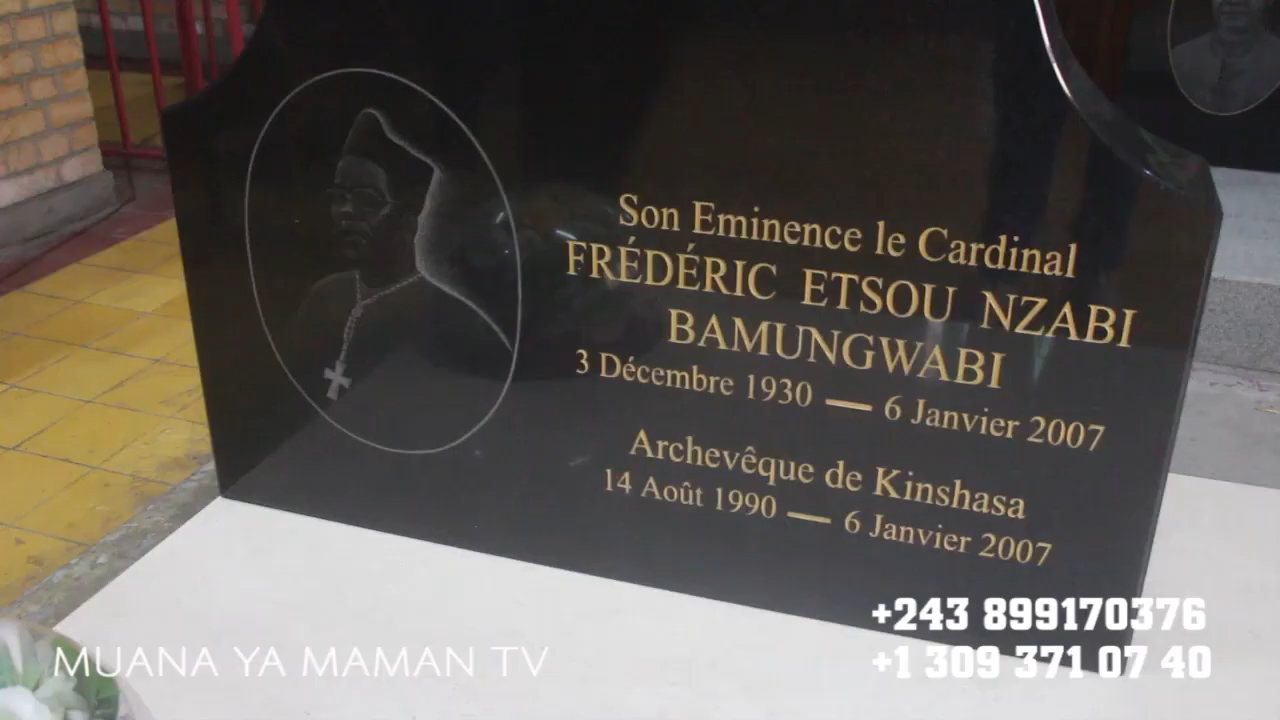 Son Eminence le Cardinal
FRÉDÉRIC ETSOU NZABI
BAMUNGWABI
3 Décembre 1930 — 6 Janvier 2007
Archevêque de Kinshasa
14 Août 1990 — 6 Janvier 2007
+243 899170376
+1 309 371 07 40
MUANA YA MAMAN TV